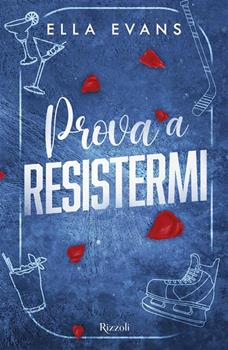 ELLA EVANS
Prova a
RESISTERMI
Rizzoli